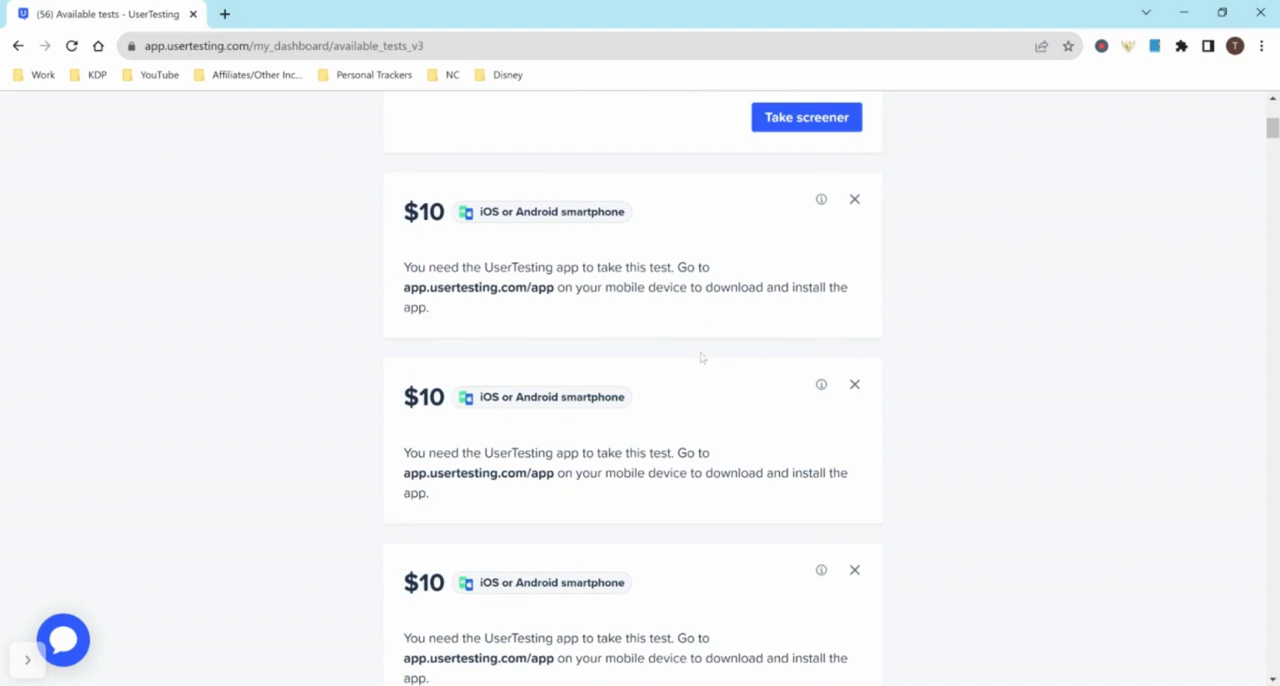 (56) Available tests - UserTesting
app.usertesting.com/my_dashboard/available_tests_v3
T
Work
KDP
YouTube
Affiliates/Other Inc...
Personal Trackers
NC
Disney
Take screener
$10 iOS or Android smartphone
You need the UserTesting app to take this test. Go to
app.usertesting.com/app on your mobile device to download and install the
app.
$10 iOS or Android smartphone
You need the UserTesting app to take this test. Go to
app.usertesting.com/app on your mobile device to download and install the
app.
$10 iOS or Android smartphone
You need the UserTesting app to take this test. Go to
app.usertesting.com/app on your mobile device to download and install the
app.